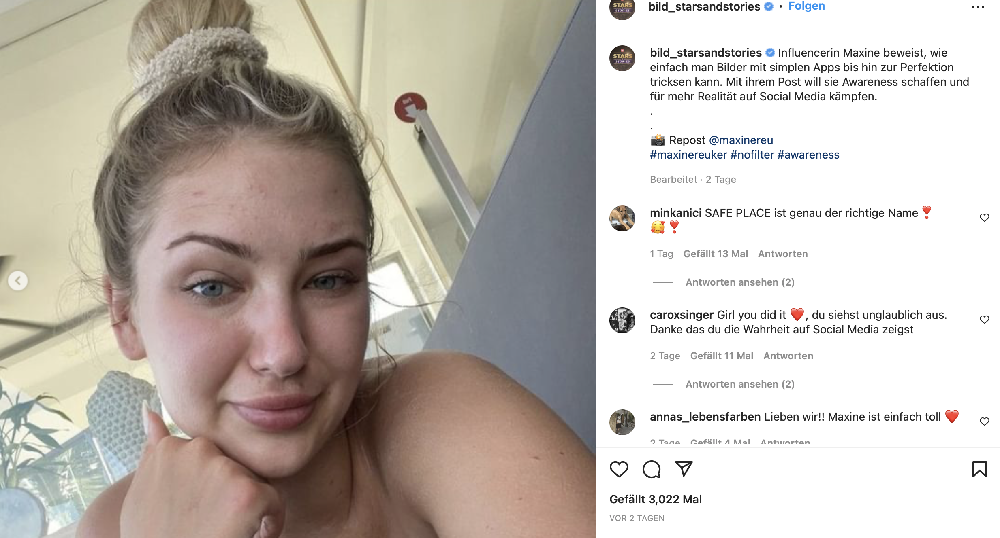 STARS
STORIES
bild_starsandstories • Folgen
STARS
STORIES
bild_starsandstories Influencerin Maxine beweist, wie
einfach man Bilder mit simplen Apps bis hin zur Perfektion
tricksen kann. Mit ihrem Post will sie Awareness schaffen und
für mehr Realität auf Social Media kämpfen.
.
.
📸 Repost @maxinereu
#maxinereuker #nofilter #awareness
Bearbeitet · 2 Tage
minkanici SAFE PLACE ist genau der richtige Name ❣️
🥰❣️
1 Tag Gefällt 13 Mal Antworten
Antworten ansehen (2)
caroxsinger Girl you did it ❤️, du siehst unglaublich aus.
Danke das du die Wahrheit auf Social Media zeigst
2 Tage Gefällt 11 Mal Antworten
Antworten ansehen (2)
annas_lebensfarben Lieben wir!! Maxine ist einfach toll ❤️
2 Tage Gefällt 4 Mal Antworten
Gefällt 3,022 Mal
VOR 2 TAGEN